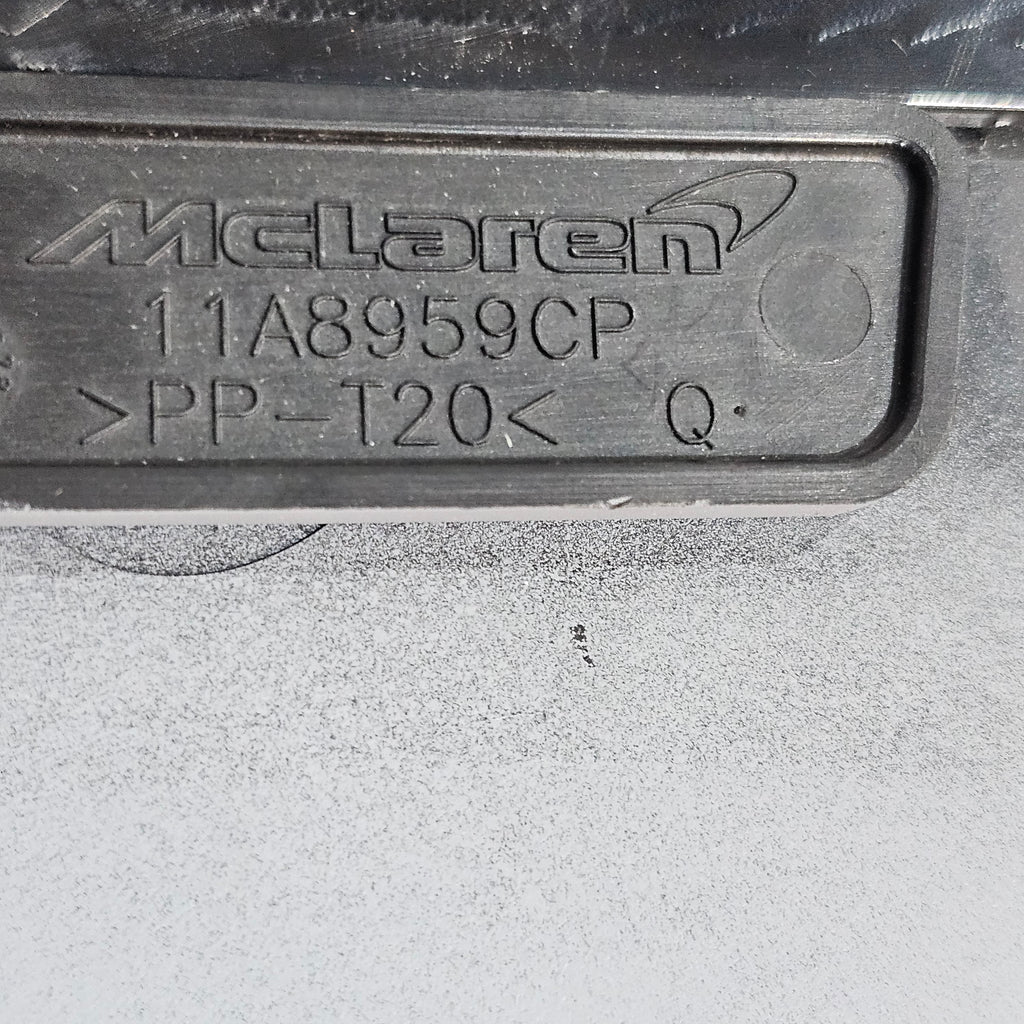 McLaren
11A8959CP
>PP-T20< Q